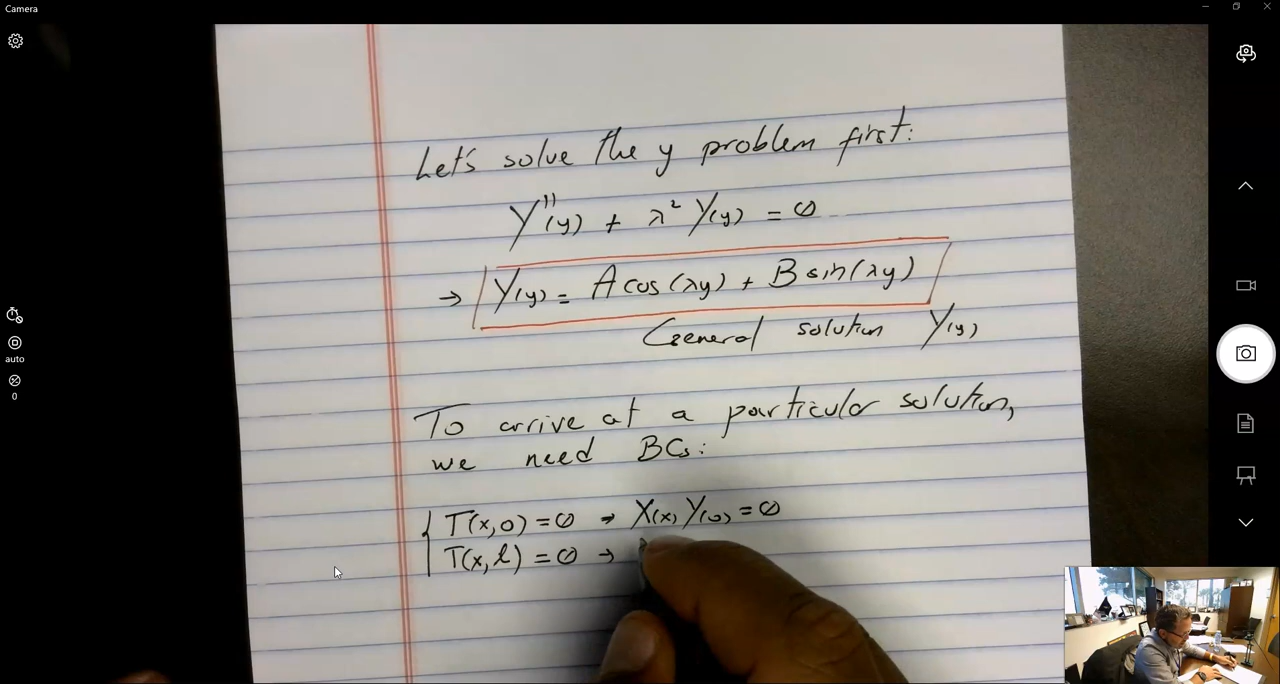 Camera
Let's solve the y problem first:
Y''(y) + λ² Y(y) = 0
→ Y(y) = A cos(λy) + B sin(λy)
General solution Y(y)
To arrive at a particular solution,
we need BCs:
T(x,0) = 0 → X(x) Y(0) = 0
T(x,l) = 0 →
auto
0